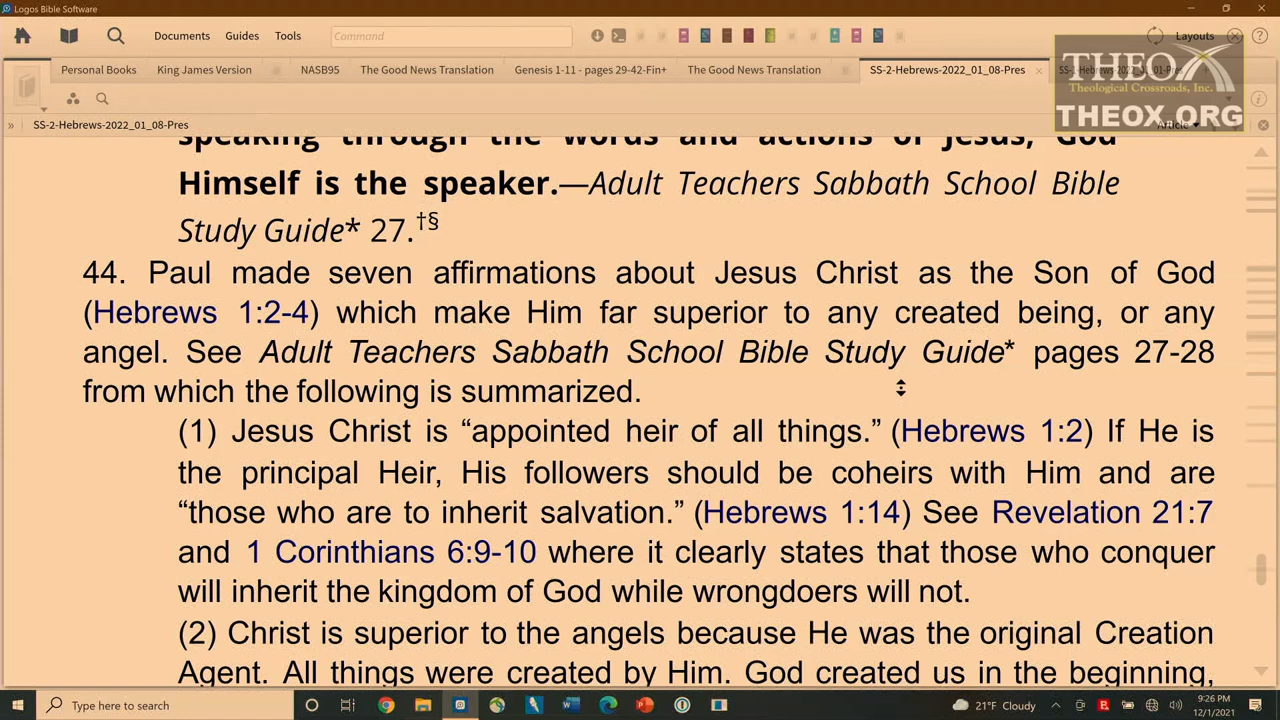 Logos Bible Software
Documents Guides Tools Command Layouts
Personal Books King James Version NASB95 The Good News Translation Genesis 1-11 - pages 29-42-Fin+ The Good News Translation SS-2-Hebrews-2022_01_08-Pres
THEOX
Theological Crossroads, Inc.
THEOX.ORG
SS-2-Hebrews-2022_01_08-Pres Article
speaking through the words and actions of Jesus, God
Himself is the speaker.—Adult Teachers Sabbath School Bible
Study Guide* 27.†§
44. Paul made seven affirmations about Jesus Christ as the Son of God
(Hebrews 1:2-4) which make Him far superior to any created being, or any
angel. See Adult Teachers Sabbath School Bible Study Guide* pages 27-28
from which the following is summarized.
(1) Jesus Christ is “appointed heir of all things.” (Hebrews 1:2) If He is
the principal Heir, His followers should be coheirs with Him and are
“those who are to inherit salvation.” (Hebrews 1:14) See Revelation 21:7
and 1 Corinthians 6:9-10 where it clearly states that those who conquer
will inherit the kingdom of God while wrongdoers will not.
(2) Christ is superior to the angels because He was the original Creation
Agent. All things were created by Him. God created us in the beginning,
Type here to search
21°F Cloudy
9:26 PM
12/1/2021